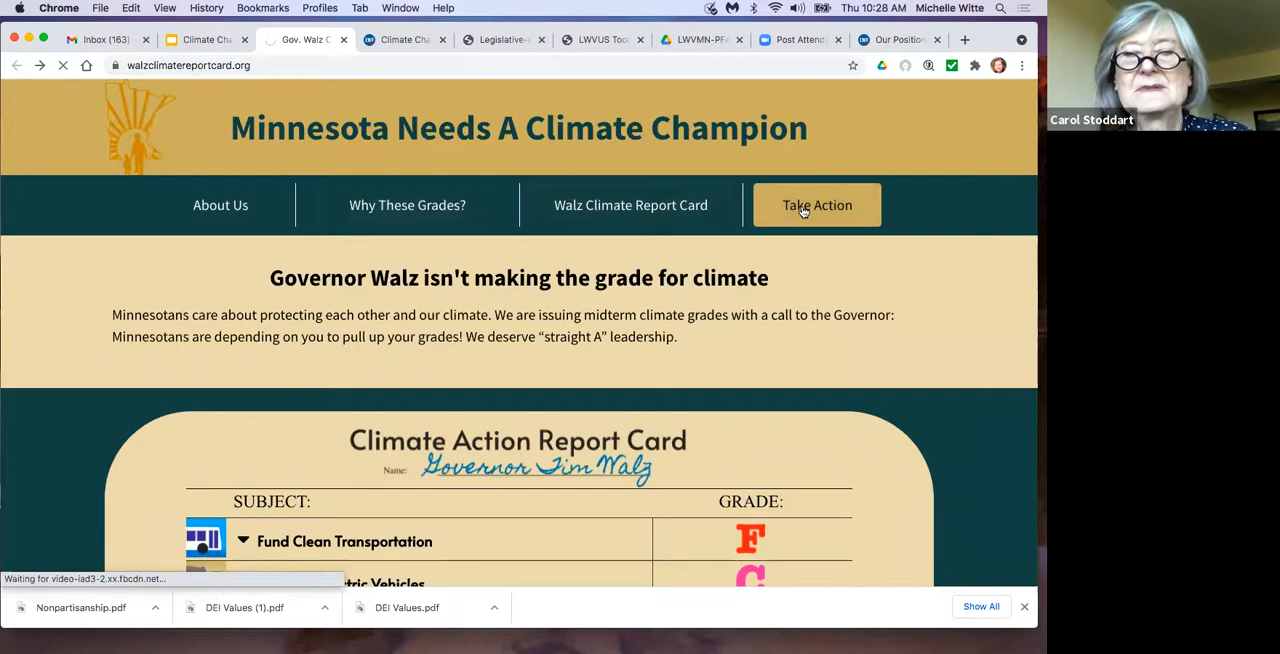 Chrome File Edit View History Bookmarks Profiles Tab Window Help Thu 10:28 AM Michelle Witte
Inbox (163) Climate Cha Gov. Walz C Climate Cha Legislative- LWVUS Too LWVMN-PFA Post Attend Our Position
walzclimatereportcard.org
Carol Stoddart
Minnesota Needs A Climate Champion
About Us Why These Grades? Walz Climate Report Card Take Action
Governor Walz isn't making the grade for climate
Minnesotans care about protecting each other and our climate. We are issuing midterm climate grades with a call to the Governor:
Minnesotans are depending on you to pull up your grades! We deserve “straight A” leadership.
Climate Action Report Card
Name: Governor Tim Walz
SUBJECT: GRADE:
Fund Clean Transportation F
tric Vehicles C
Waiting for video-iad3-2.xx.fbcdn.net...
Nonpartisanship.pdf DEI Values (1).pdf DEI Values.pdf Show All